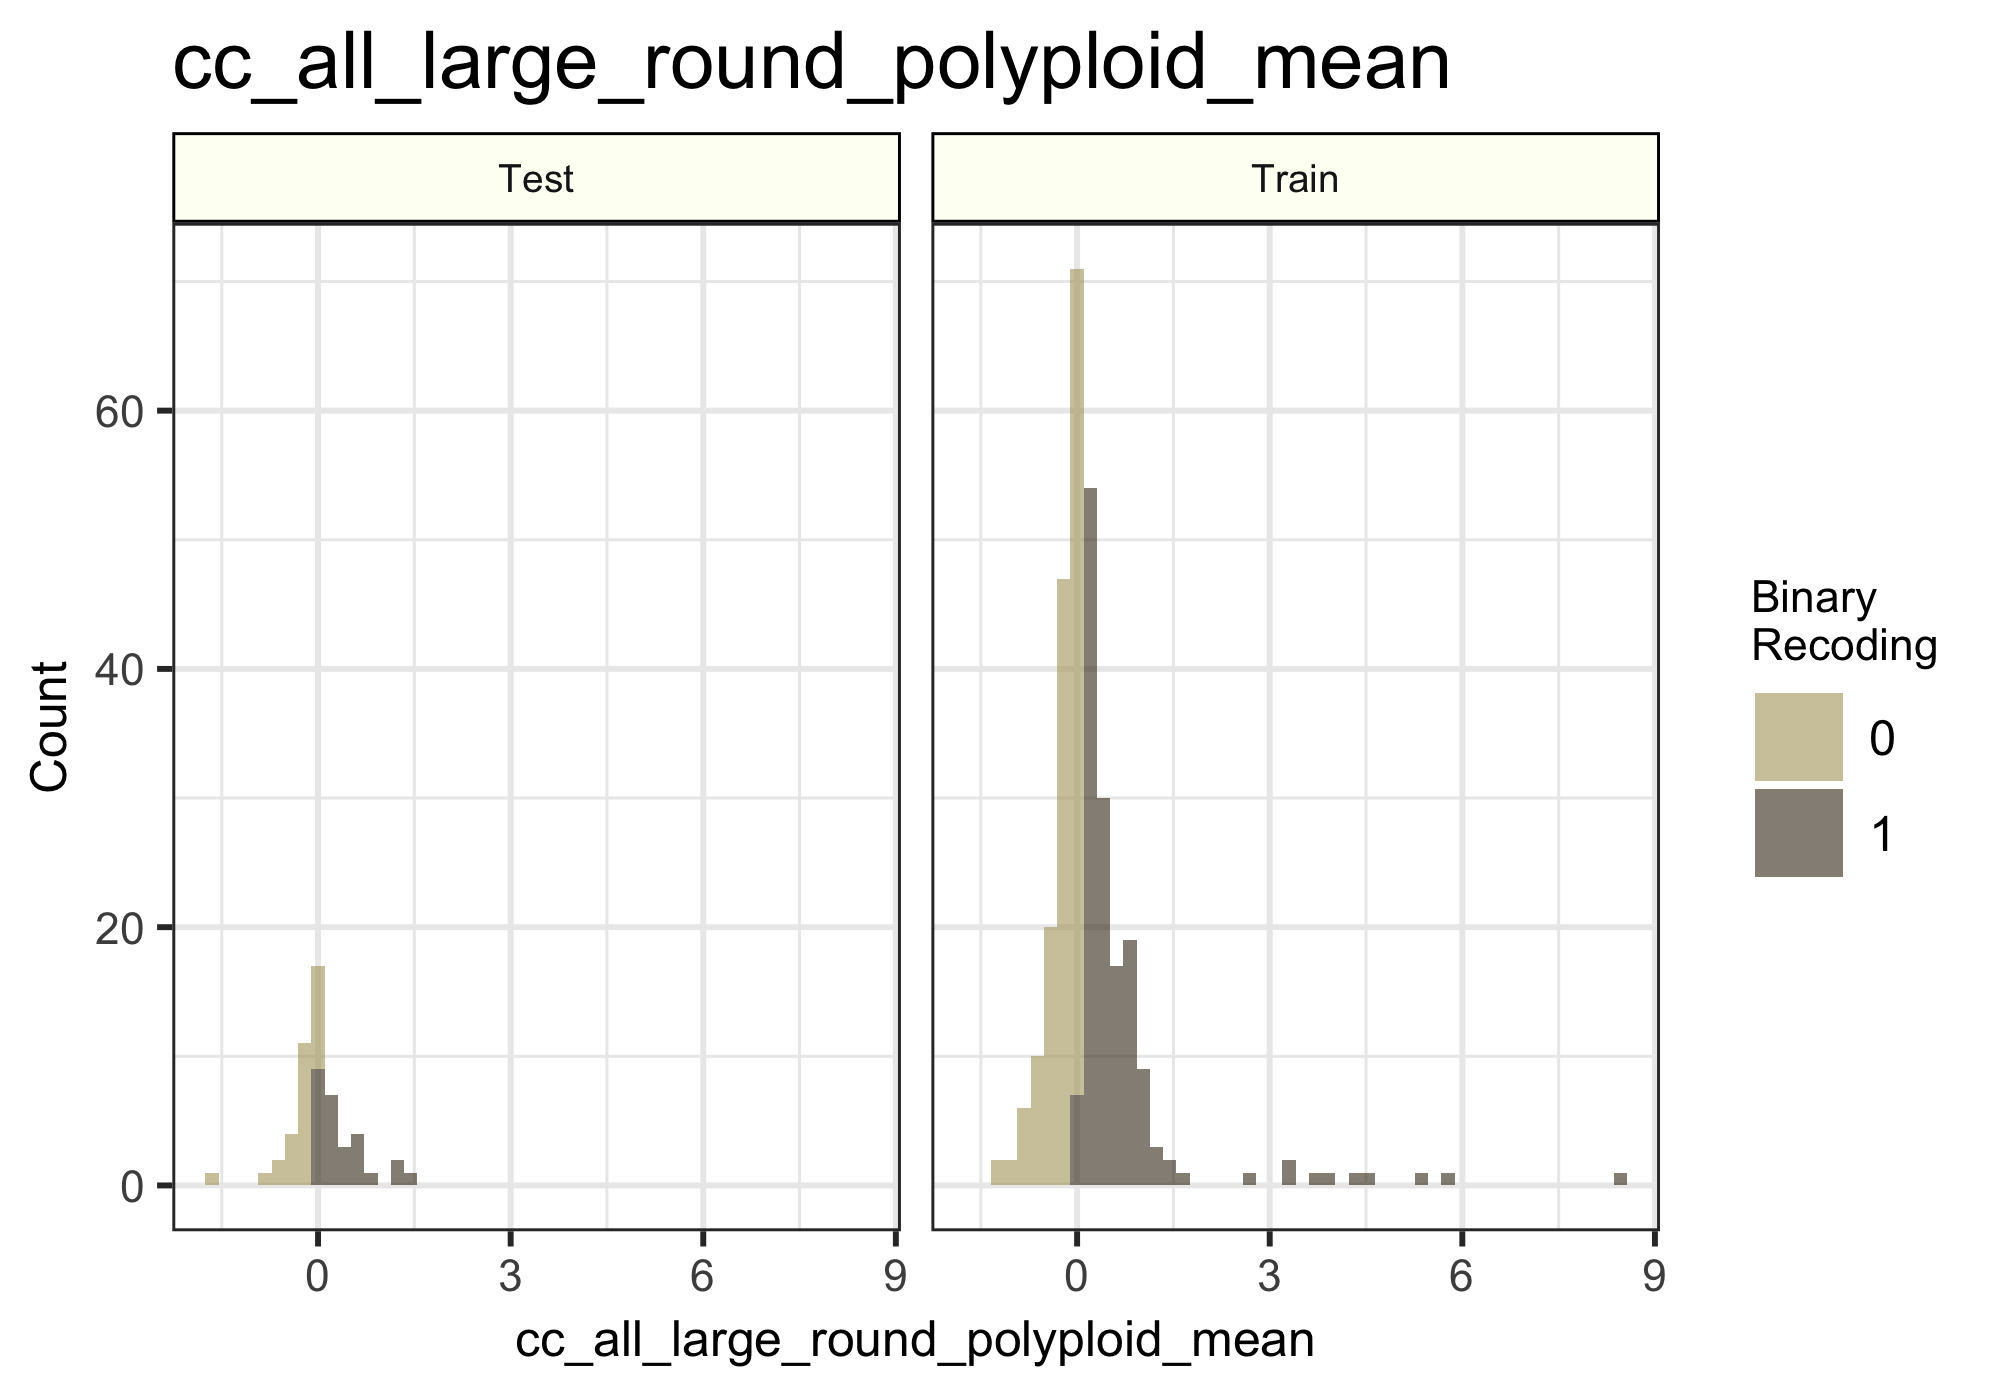 cc_all_large_round_polyploid_mean
Test
Train
60
40
20
0
Count
0 3 6 9
0 3 6 9
cc_all_large_round_polyploid_mean
Binary
Recoding
0
1